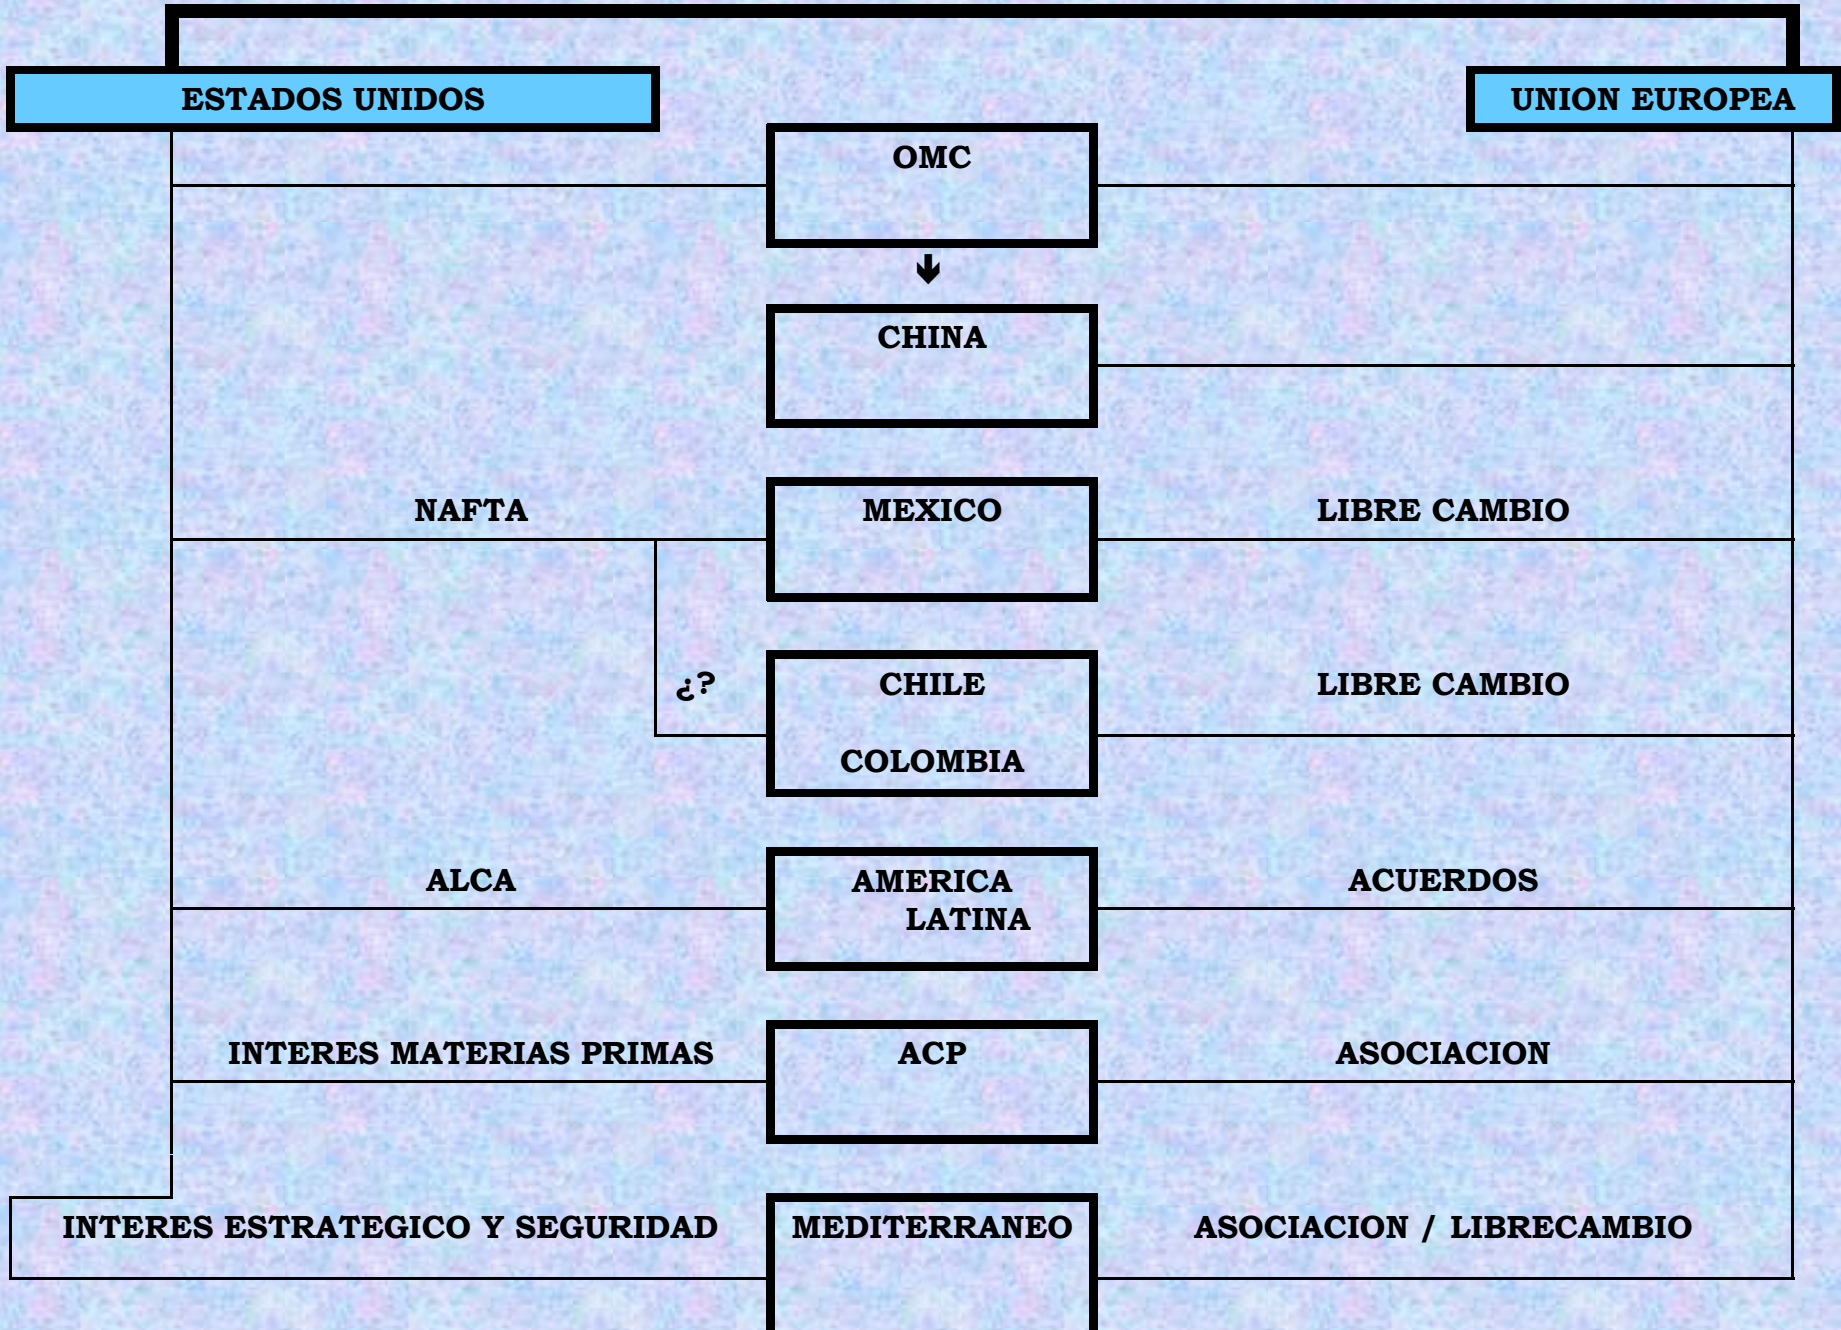 ESTADOS UNIDOS
UNION EUROPEA
OMC
CHINA
NAFTA
MEXICO
LIBRE CAMBIO
¿?
CHILE
LIBRE CAMBIO
COLOMBIA
ALCA
AMERICA
LATINA
ACUERDOS
INTERES MATERIAS PRIMAS
ACP
ASOCIACION
INTERES ESTRATEGICO Y SEGURIDAD
MEDITERRANEO
ASOCIACION / LIBRECAMBIO